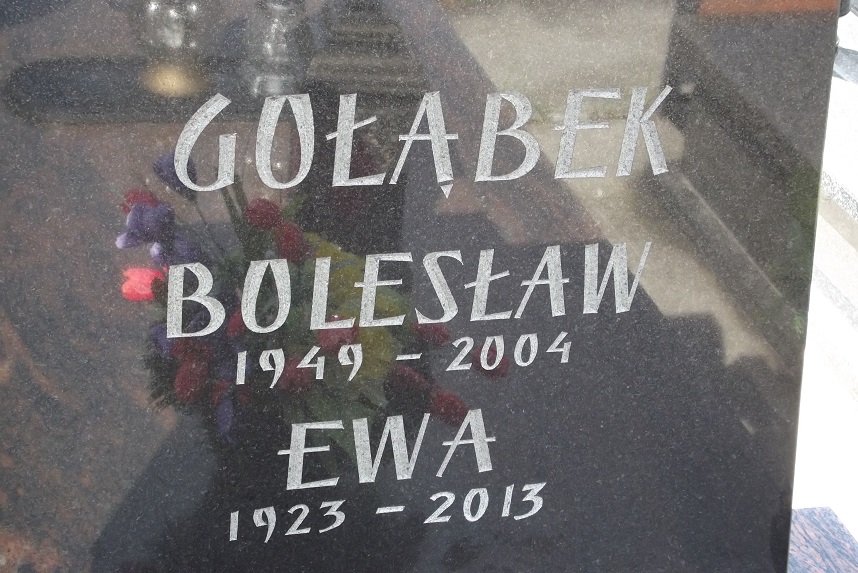 GOŁĄBEK
BOLESŁAW
1949 - 2004
EWA
1923 - 2013